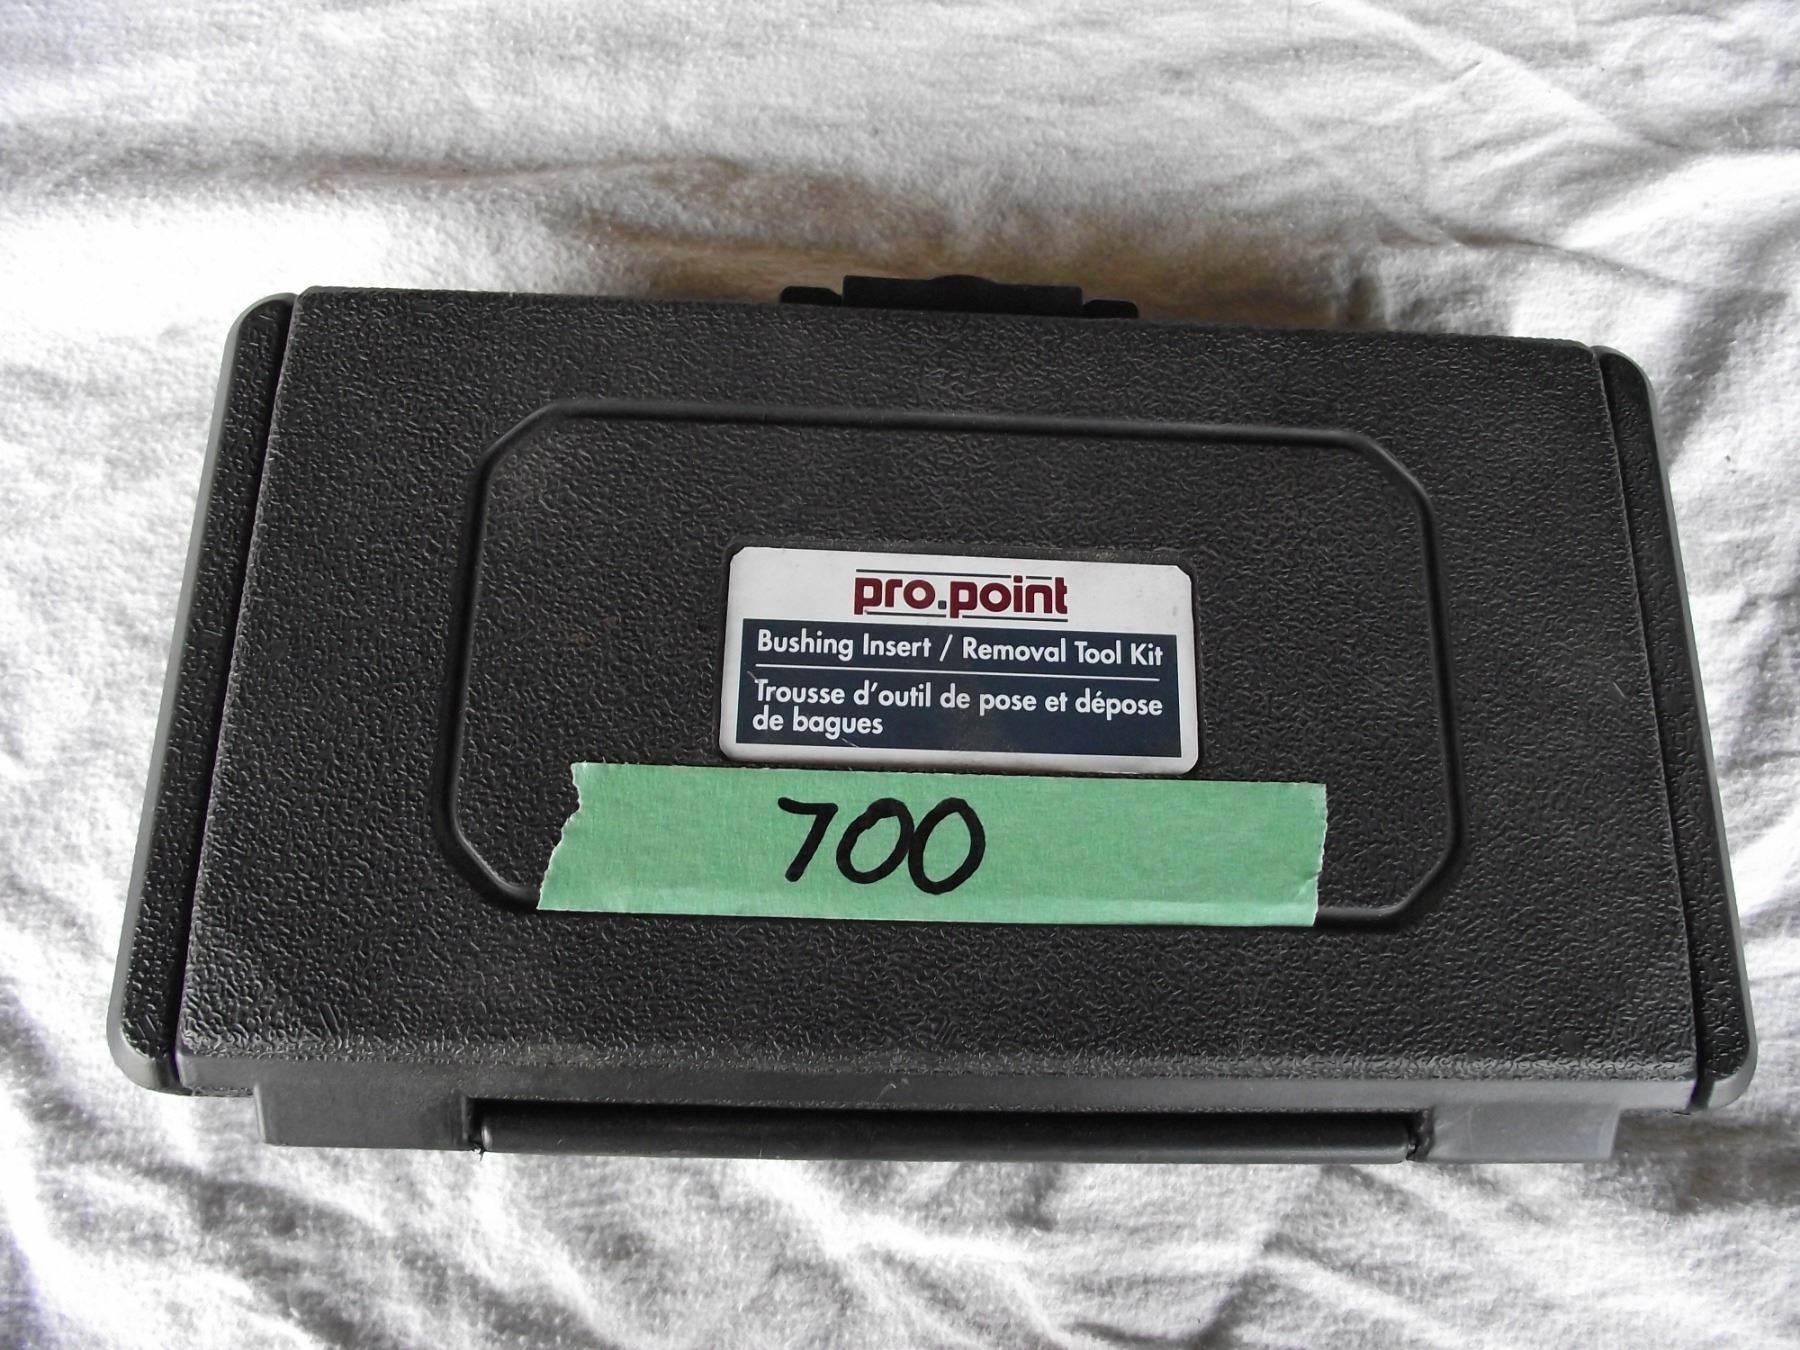 pro.point
Bushing Insert / Removal Tool Kit
Trousse d'outil de pose et dépose
de bagues
700